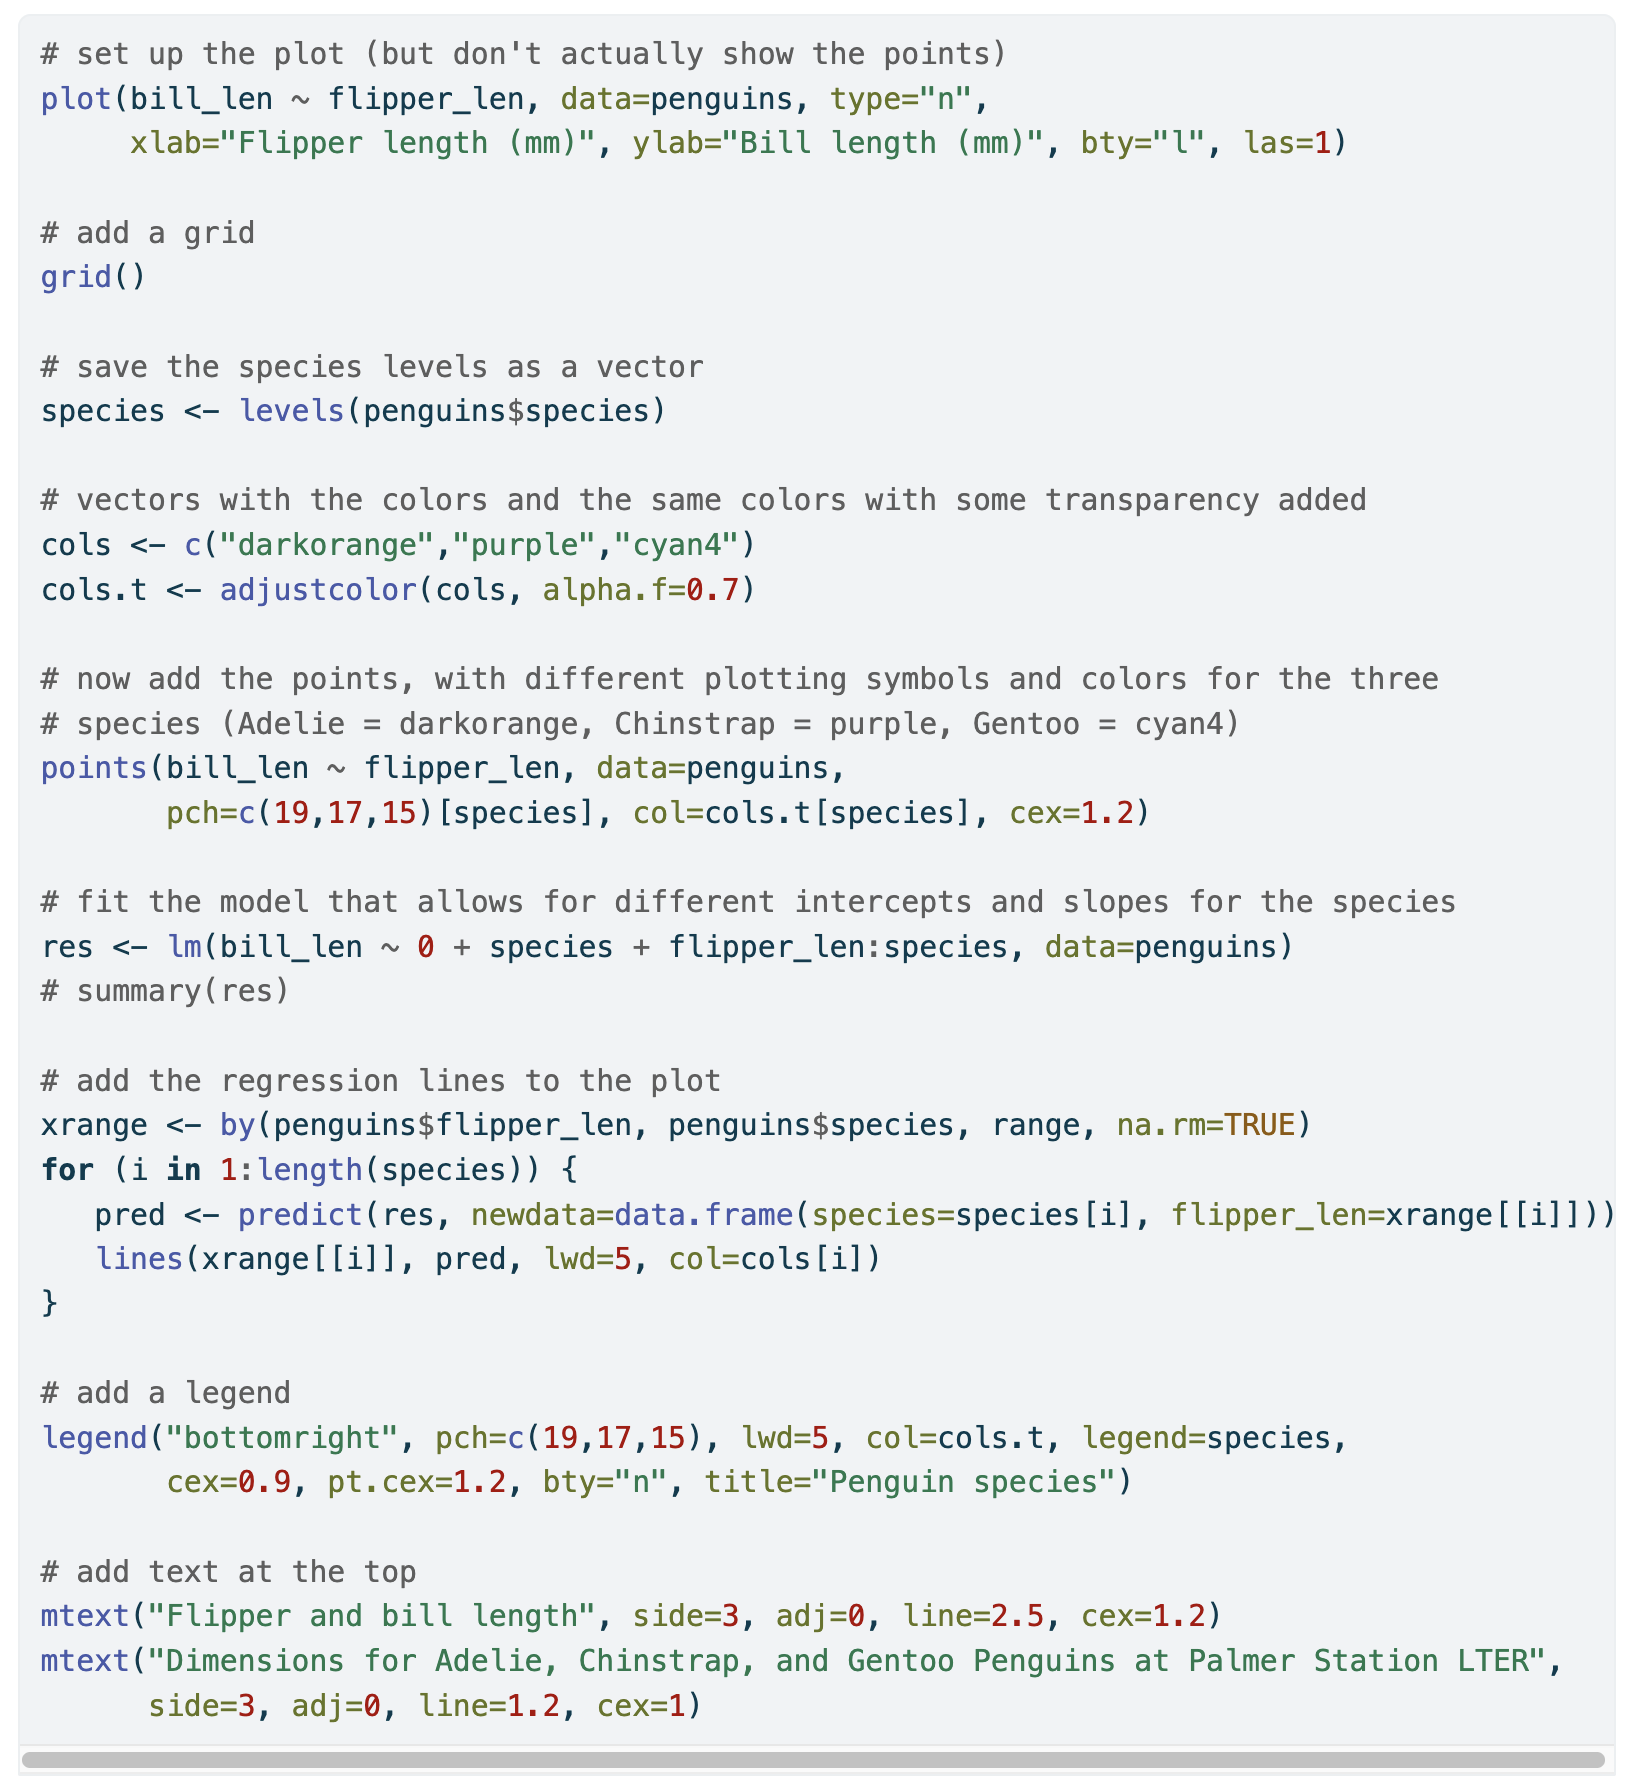 # set up the plot (but don't actually show the points)
plot(bill_len ~ flipper_len, data=penguins, type="n",
     xlab="Flipper length (mm)", ylab="Bill length (mm)", bty="l", las=1)

# add a grid
grid()

# save the species levels as a vector
species <- levels(penguins$species)

# vectors with the colors and the same colors with some transparency added
cols <- c("darkorange","purple","cyan4")
cols.t <- adjustcolor(cols, alpha.f=0.7)

# now add the points, with different plotting symbols and colors for the three
# species (Adelie = darkorange, Chinstrap = purple, Gentoo = cyan4)
points(bill_len ~ flipper_len, data=penguins,
       pch=c(19,17,15)[species], col=cols.t[species], cex=1.2)

# fit the model that allows for different intercepts and slopes for the species
res <- lm(bill_len ~ 0 + species + flipper_len:species, data=penguins)
# summary(res)

# add the regression lines to the plot
xrange <- by(penguins$flipper_len, penguins$species, range, na.rm=TRUE)
for (i in 1:length(species)) {
   pred <- predict(res, newdata=data.frame(species=species[i], flipper_len=xrange[[i]]))
   lines(xrange[[i]], pred, lwd=5, col=cols[i])
}

# add a legend
legend("bottomright", pch=c(19,17,15), lwd=5, col=cols.t, legend=species,
       cex=0.9, pt.cex=1.2, bty="n", title="Penguin species")

# add text at the top
mtext("Flipper and bill length", side=3, adj=0, line=2.5, cex=1.2)
mtext("Dimensions for Adelie, Chinstrap, and Gentoo Penguins at Palmer Station LTER",
      side=3, adj=0, line=1.2, cex=1)